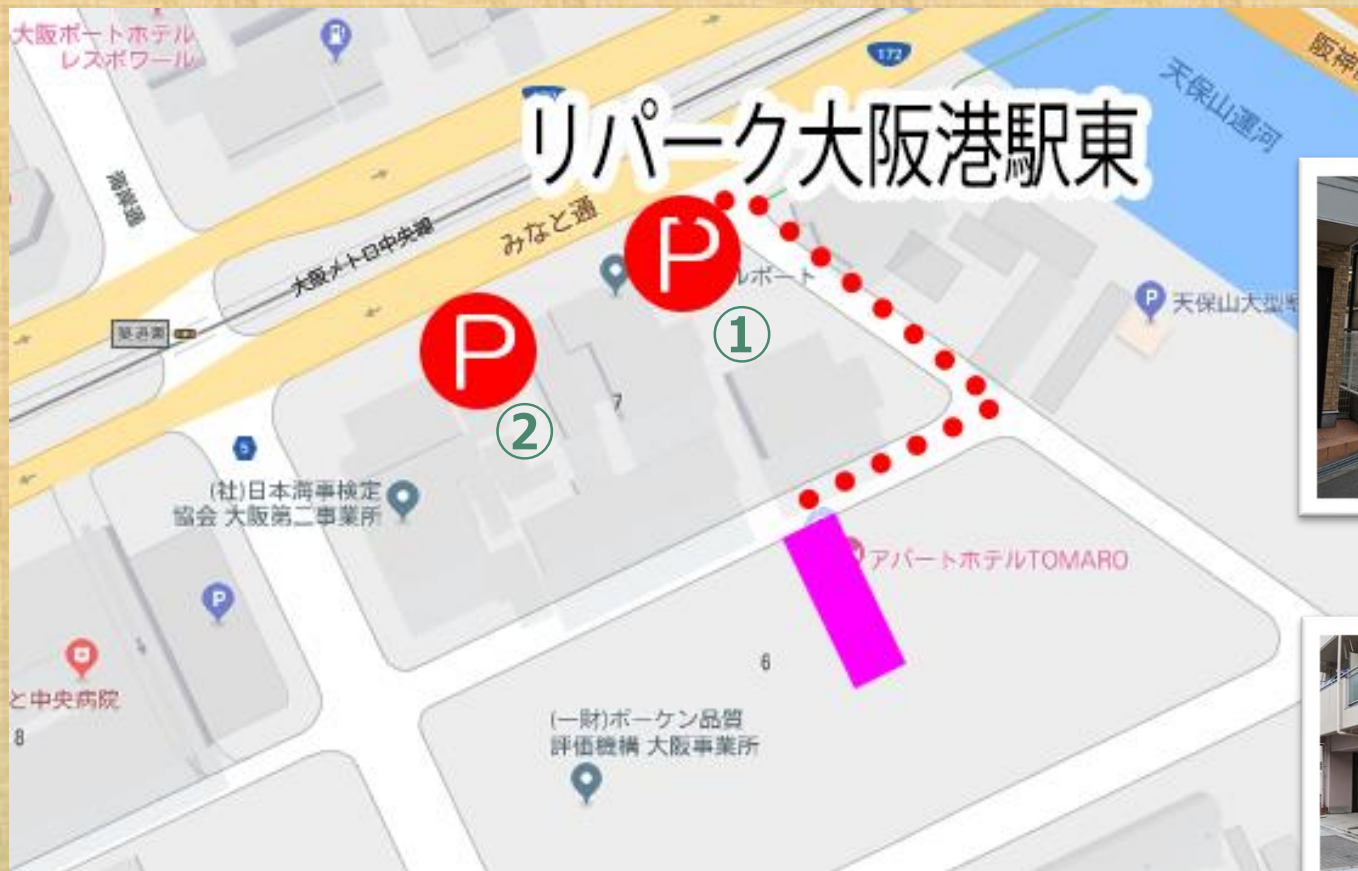 大阪ポートホテル
レスポワール
172
阪神
天保山運河
リパーク大阪港駅東
みなと通
大阪メトロ中央線
P
ルポート
①
P
②
P
天保山大型駐
7
5
(社)日本海事検定
協会 大阪第二事業所
アパートホテルTOMARO
P
6
と中央病院
8
(一財)ボーケン品質
評価機構 大阪事業所